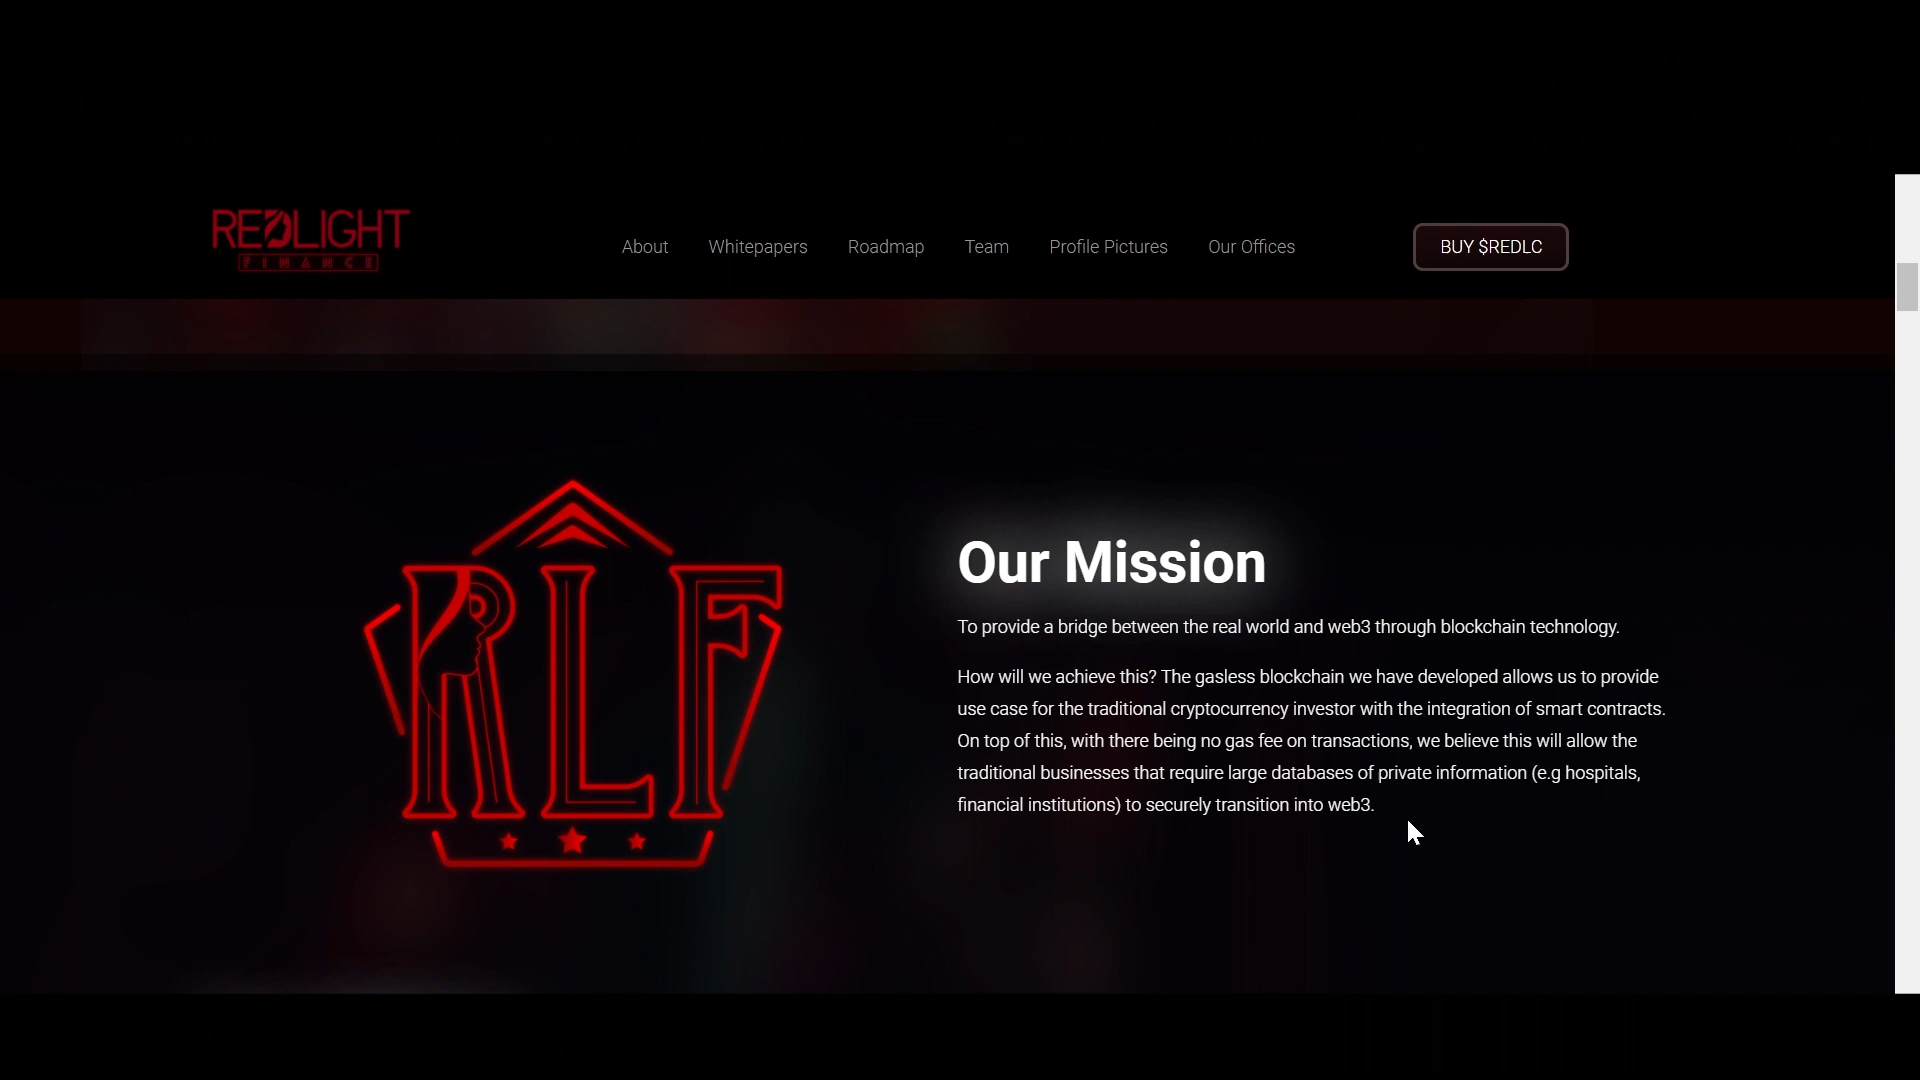 REDLIGHT
FINANCE
About Whitepapers Roadmap Team Profile Pictures Our Offices BUY $REDLC
RLF
Our Mission
To provide a bridge between the real world and web3 through blockchain technology.
How will we achieve this? The gasless blockchain we have developed allows us to provide
use case for the traditional cryptocurrency investor with the integration of smart contracts.
On top of this, with there being no gas fee on transactions, we believe this will allow the
traditional businesses that require large databases of private information (e.g hospitals,
financial institutions) to securely transition into web3.